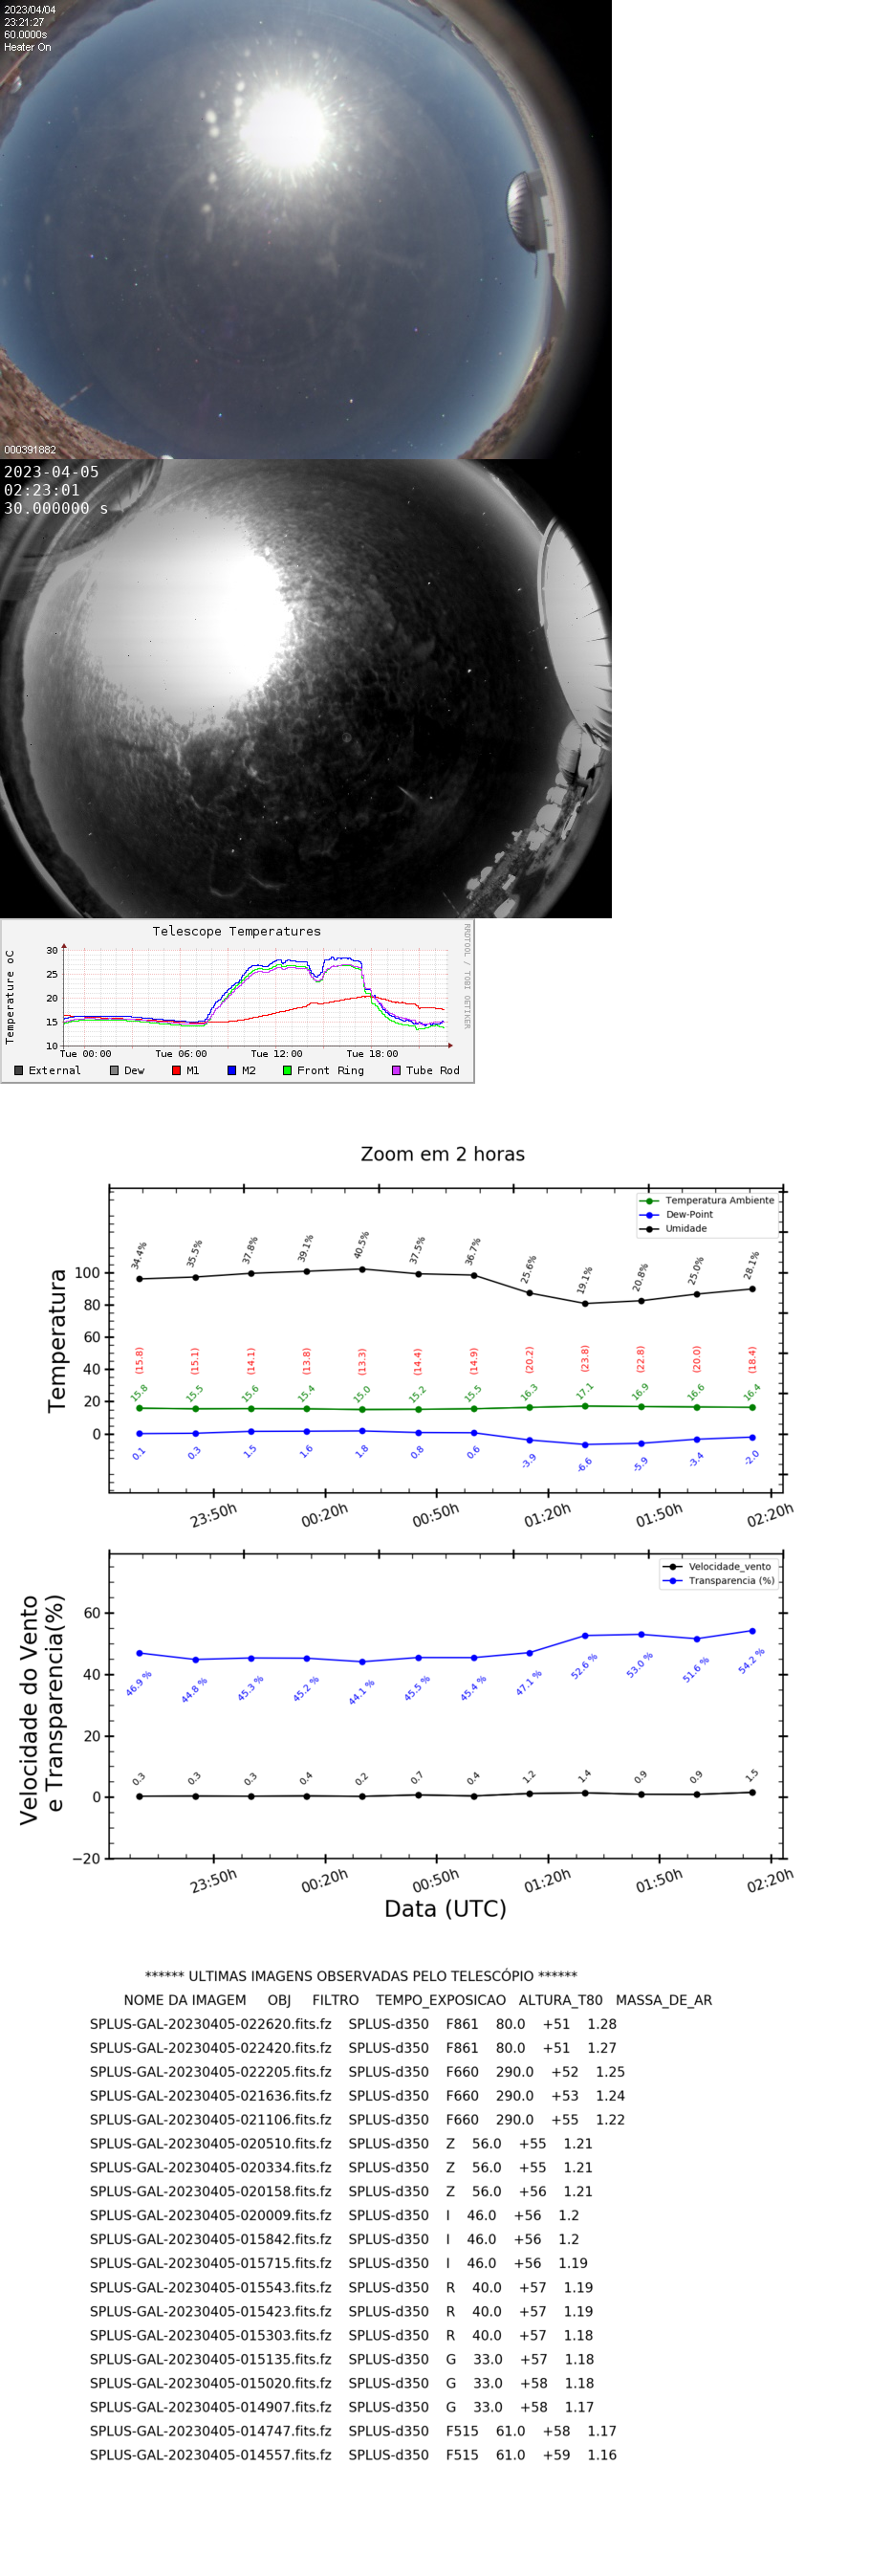 2023/04/04
23:21:27
60.0000s
Heater On
000391882
2023-04-05
02:23:01
30.000000 s
Telescope Temperatures
RRDTOOL / TOBI OETIKER
Temperature oC
30
25
20
15
10
Tue 00:00 Tue 06:00 Tue 12:00 Tue 18:00
External Dew M1 M2 Front Ring Tube Rod
Zoom em 2 horas
Temperatura Ambiente
Dew-Point
Umidade
Temperatura
100
80
60
40
20
0
34.4% 35.5% 37.8% 39.1% 40.5% 37.5% 36.7% 25.6% 19.1% 20.8% 25.0% 28.1%
(15.8) (15.1) (14.1) (13.8) (13.3) (14.4) (14.9) (20.2) (23.8) (22.8) (20.0) (18.4)
15.8 15.5 15.6 15.4 15.0 15.2 15.5 16.3 17.1 16.9 16.6 16.4
0.1 0.3 1.5 1.6 1.8 0.8 0.6 -3.9 -6.6 -5.9 -3.4 -2.0
23:50h 00:20h 00:50h 01:20h 01:50h 02:20h
Velocidade_vento
Transparencia (%)
Velocidade do Vento
e Transparencia(%)
60
40
20
0
−20
46.9 % 44.8 % 45.3 % 45.2 % 44.1 % 45.5 % 45.4 % 47.1 % 52.6 % 53.0 % 51.6 % 54.2 %
0.3 0.3 0.3 0.4 0.2 0.7 0.4 1.2 1.4 0.9 0.9 1.5
23:50h 00:20h 00:50h 01:20h 01:50h 02:20h
Data (UTC)
****** ULTIMAS IMAGENS OBSERVADAS PELO TELESCÓPIO ******
NOME DA IMAGEM OBJ FILTRO TEMPO_EXPOSICAO ALTURA_T80 MASSA_DE_AR
SPLUS-GAL-20230405-022620.fits.fz SPLUS-d350 F861 80.0 +51 1.28
SPLUS-GAL-20230405-022420.fits.fz SPLUS-d350 F861 80.0 +51 1.27
SPLUS-GAL-20230405-022205.fits.fz SPLUS-d350 F660 290.0 +52 1.25
SPLUS-GAL-20230405-021636.fits.fz SPLUS-d350 F660 290.0 +53 1.24
SPLUS-GAL-20230405-021106.fits.fz SPLUS-d350 F660 290.0 +55 1.22
SPLUS-GAL-20230405-020510.fits.fz SPLUS-d350 Z 56.0 +55 1.21
SPLUS-GAL-20230405-020334.fits.fz SPLUS-d350 Z 56.0 +55 1.21
SPLUS-GAL-20230405-020158.fits.fz SPLUS-d350 Z 56.0 +56 1.21
SPLUS-GAL-20230405-020009.fits.fz SPLUS-d350 I 46.0 +56 1.2
SPLUS-GAL-20230405-015842.fits.fz SPLUS-d350 I 46.0 +56 1.2
SPLUS-GAL-20230405-015715.fits.fz SPLUS-d350 I 46.0 +56 1.19
SPLUS-GAL-20230405-015543.fits.fz SPLUS-d350 R 40.0 +57 1.19
SPLUS-GAL-20230405-015423.fits.fz SPLUS-d350 R 40.0 +57 1.19
SPLUS-GAL-20230405-015303.fits.fz SPLUS-d350 R 40.0 +57 1.18
SPLUS-GAL-20230405-015135.fits.fz SPLUS-d350 G 33.0 +57 1.18
SPLUS-GAL-20230405-015020.fits.fz SPLUS-d350 G 33.0 +58 1.18
SPLUS-GAL-20230405-014907.fits.fz SPLUS-d350 G 33.0 +58 1.17
SPLUS-GAL-20230405-014747.fits.fz SPLUS-d350 F515 61.0 +58 1.17
SPLUS-GAL-20230405-014557.fits.fz SPLUS-d350 F515 61.0 +59 1.16